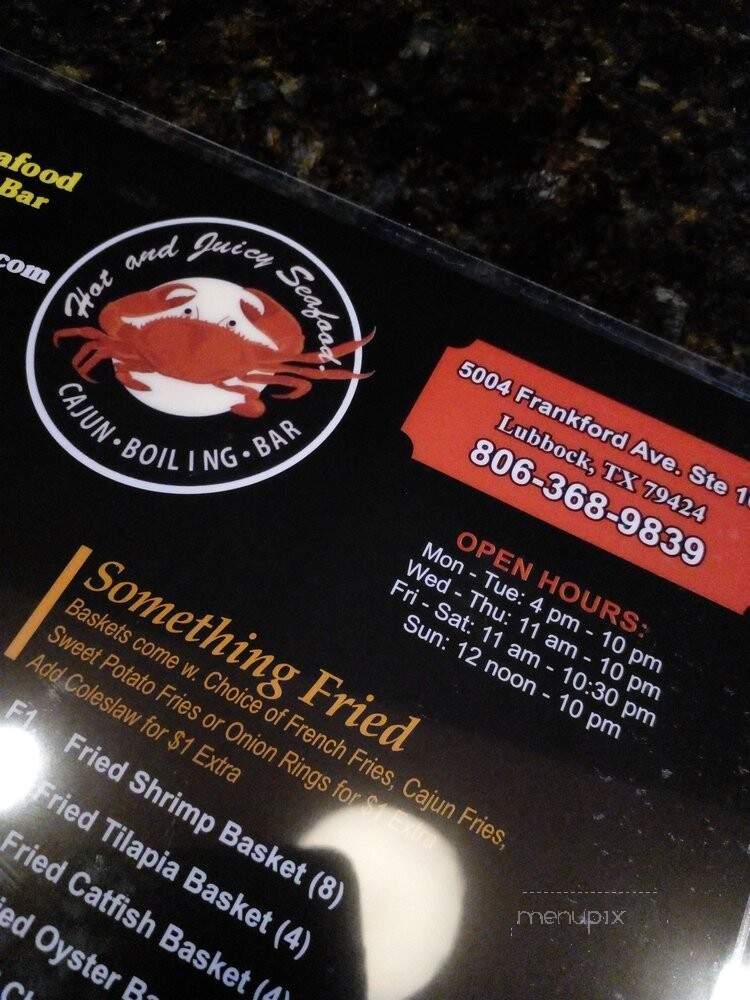 Bar
com
Hot and Juicy Seafood.
CAJUN • BOILING • BAR
5004 Frankford Ave. Ste
Lubbock, TX 79424
806-368-9839
OPEN HOURS:
Mon - Tue: 4 pm - 10 pm
Wed - Thu: 11 am - 10 pm
Fri - Sat: 11 am - 10:30 pm
Sun: 12 noon - 10 pm
Something Fried
Baskets come w. Choice of French Fries, Cajun Fries,
Sweet Potato Fries or Onion Rings for $1 Extra
Add Coleslaw for $1 Extra
F1 Fried Shrimp Basket (8)
Fried Tilapia Basket (4)
Fried Catfish Basket (4)
Oyster
menupix